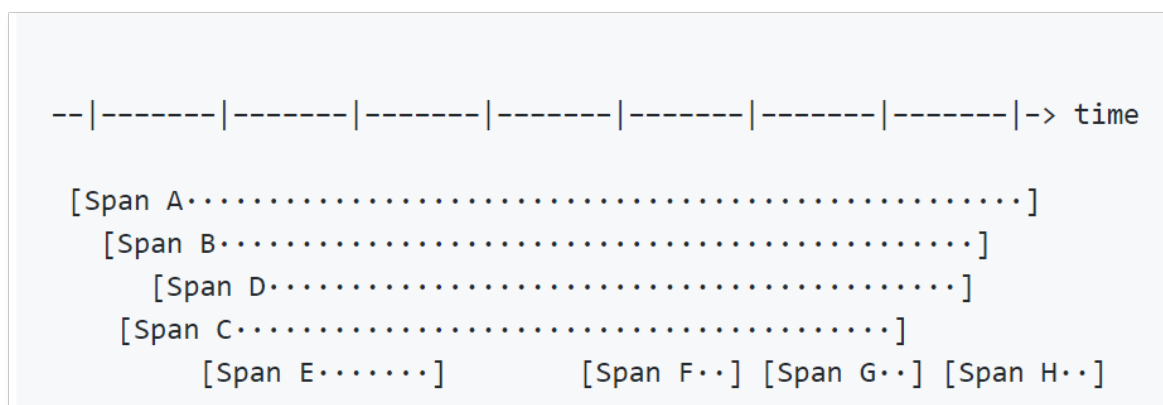 --|-------|-------|-------|-------|-------|-------|-------|-> time
[Span A···················································]
[Span B··············································]
[Span D··········································]
[Span C········································]
[Span E·······] [Span F··] [Span G··] [Span H··]